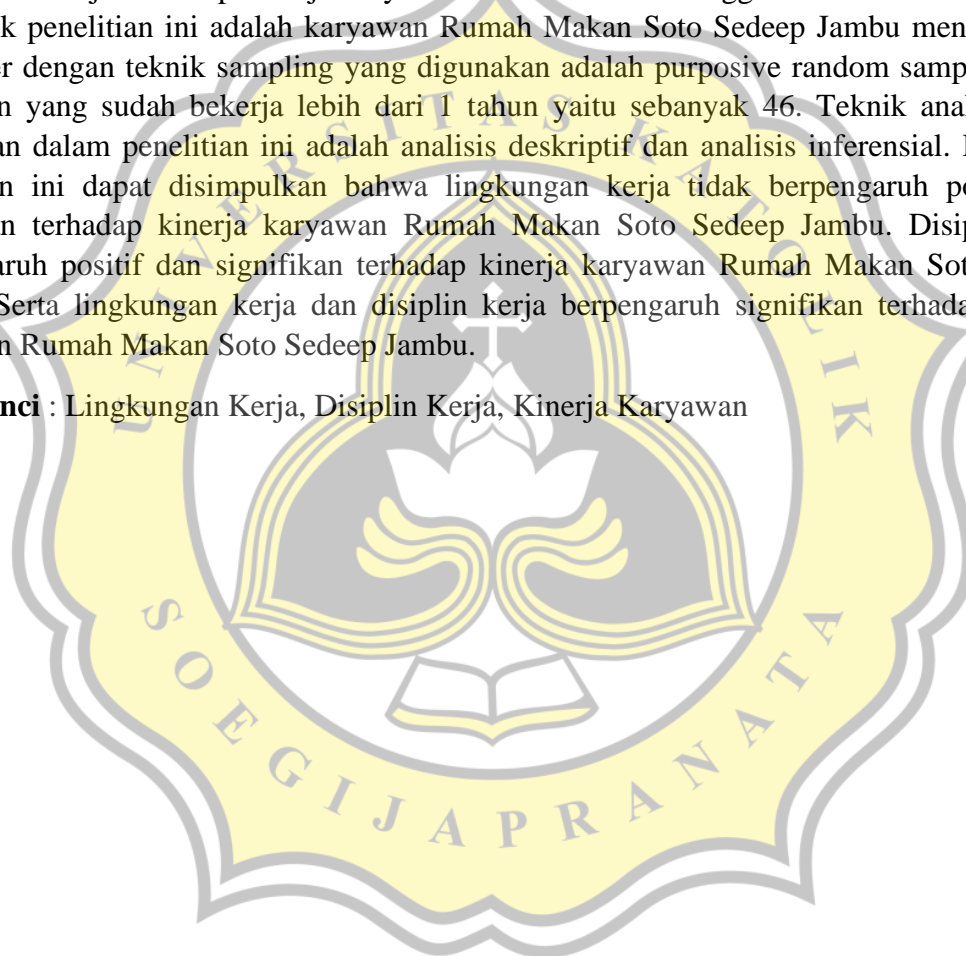 k penelitian ini adalah karyawan Rumah Makan Soto Sedeep Jambu men
r dengan teknik sampling yang digunakan adalah purposive random samp
n yang sudah bekerja lebih dari 1 tahun yaitu sebanyak 46. Teknik anal
an dalam penelitian ini adalah analisis deskriptif dan analisis inferensial.
n ini dapat disimpulkan bahwa lingkungan kerja tidak berpengaruh po
n terhadap kinerja karyawan Rumah Makan Soto Sedeep Jambu. Disip
aruh positif dan signifikan terhadap kinerja karyawan Rumah Makan Sot
Serta lingkungan kerja dan disiplin kerja berpengaruh signifikan terhada
n Rumah Makan Soto Sedeep Jambu.
nci : Lingkungan Kerja, Disiplin Kerja, Kinerja Karyawan
UNIVERSITAS KATOLIK
SOEGIJAPRANATA